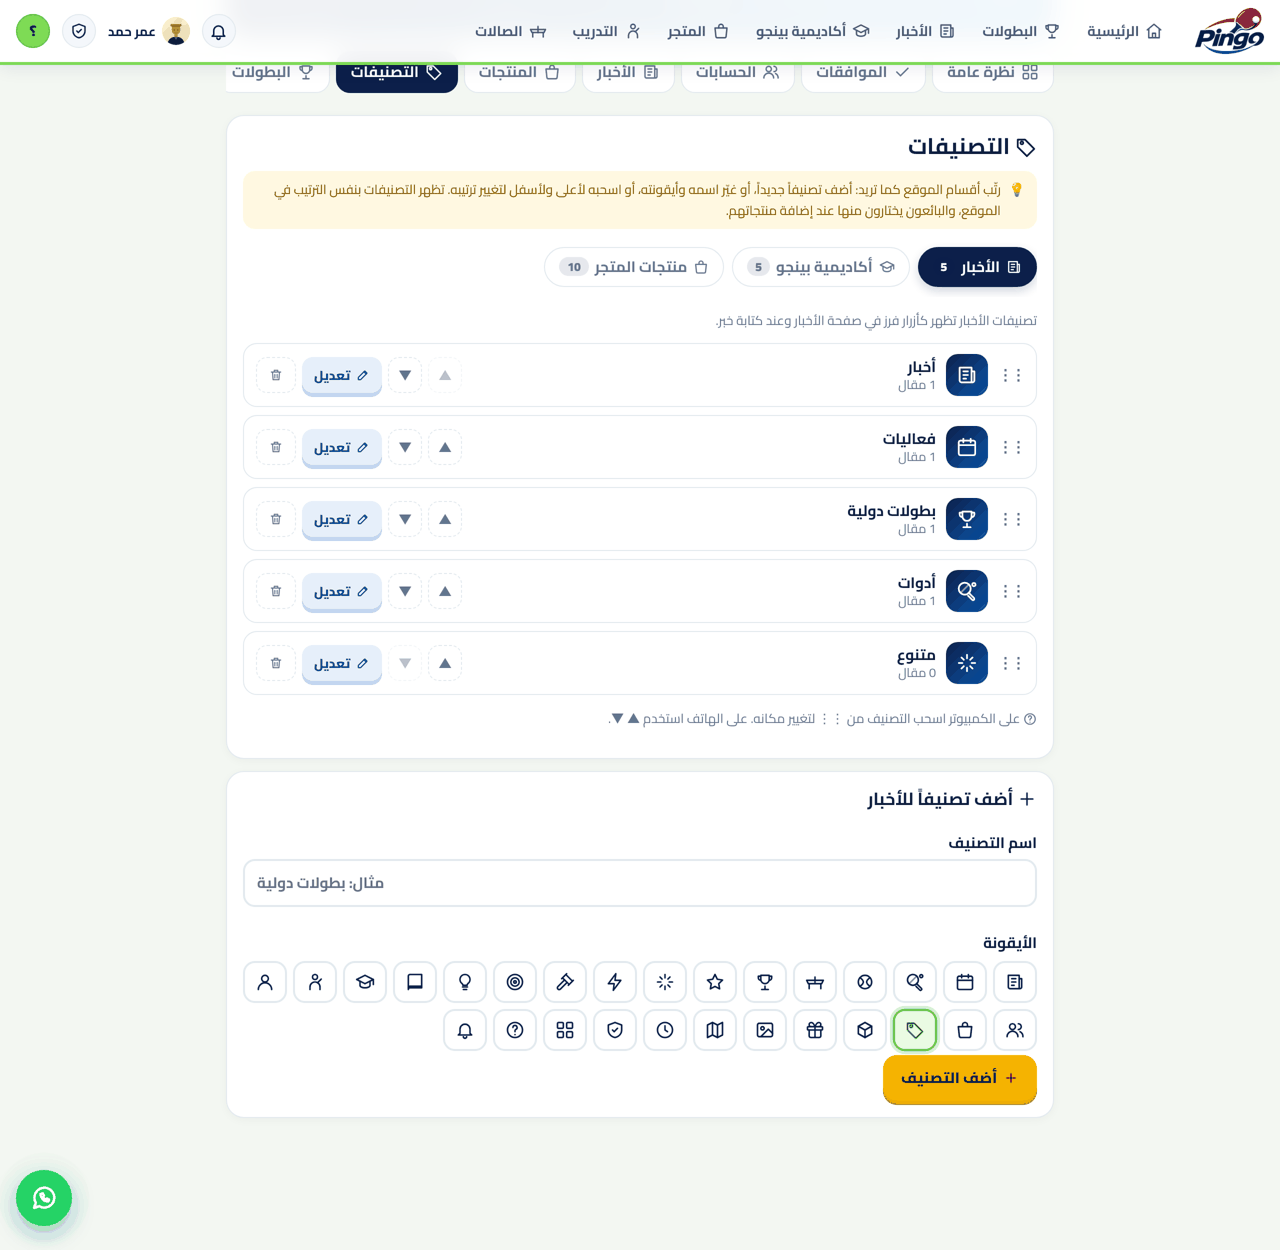 Pingo
الرئيسية
البطولات
الأخبار
أكاديمية بينجو
المتجر
التدريب
الصالات
عمر حمد
؟
نظرة عامة
الموافقات
الحسابات
الأخبار
المنتجات
التصنيفات
البطولات
التصنيفات
رتّب أقسام الموقع كما تريد: أضف تصنيفاً جديداً، أو غيّر اسمه وأيقونته، أو اسحبه لأعلى ولأسفل لتغيير ترتيبه. تظهر التصنيفات بنفس الترتيب في
الموقع، والبائعون يختارون منها عند إضافة منتجاتهم.
الأخبار 5
أكاديمية بينجو 5
منتجات المتجر 10
تصنيفات الأخبار تظهر كأزرار فرز في صفحة الأخبار وعند كتابة خبر.
أخبار
1 مقال
تعديل
فعاليات
1 مقال
تعديل
بطولات دولية
1 مقال
تعديل
أدوات
1 مقال
تعديل
متنوع
0 مقال
تعديل
على الكمبيوتر اسحب التصنيف من ⋮⋮ لتغيير مكانه. على الهاتف استخدم ▲ ▼.
+ أضف تصنيفاً للأخبار
اسم التصنيف
مثال: بطولات دولية
الأيقونة
+ أضف التصنيف